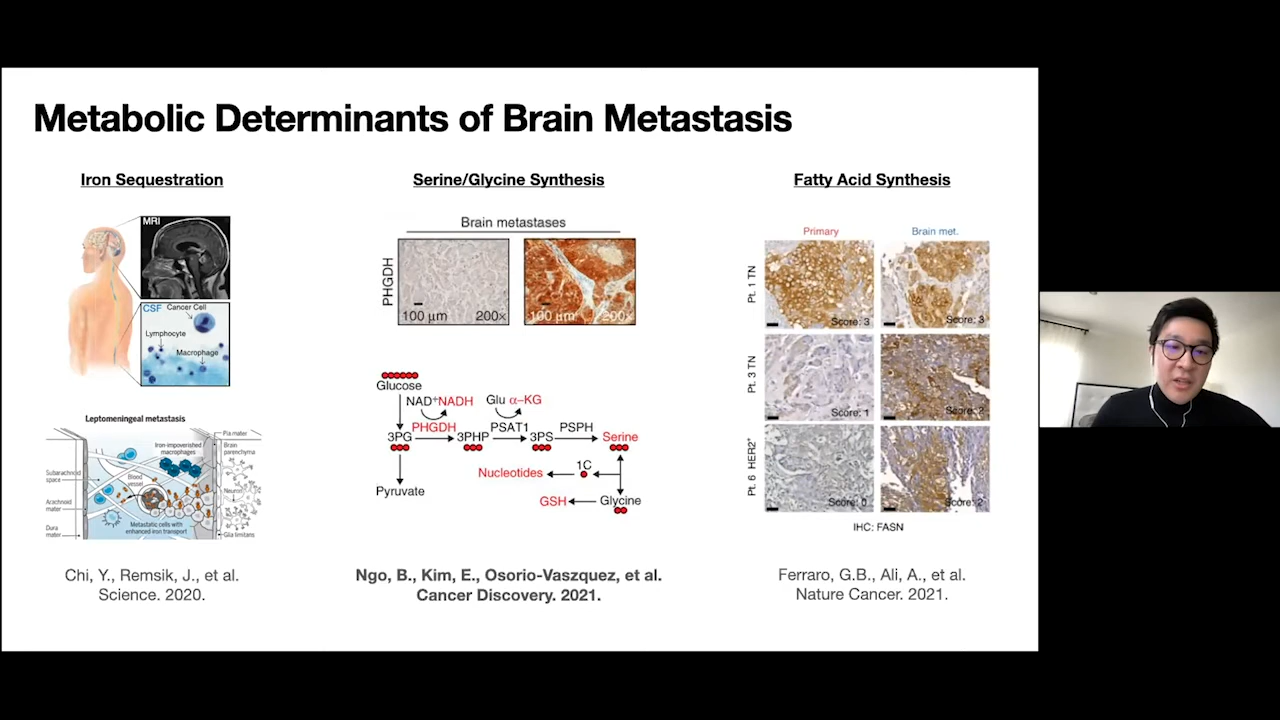 Metabolic Determinants of Brain Metastasis
Iron Sequestration
MRI
CSF
Cancer Cell
Lymphocyte
Macrophage
Leptomeningeal metastasis
Pia mater
Iron-impoverished
macrophages
Brain
parenchyma
Subarachnoid
space
Blood
vessel
Neuron
Arachnoid
mater
Metastatic cells with
enhanced iron transport
Dura
mater
Glia limitans
Chi, Y., Remsik, J., et al.
Science. 2020.
Serine/Glycine Synthesis
Brain metastases
PHGDH
100 µm 200×
100 µm 200×
Glucose
NAD⁺ NADH
Glu α-KG
PHGDH
PSAT1
PSPH
3PG
3PHP
3PS
Serine
Nucleotides
1C
Pyruvate
GSH
Glycine
Ngo, B., Kim, E., Osorio-Vaszquez, et al.
Cancer Discovery. 2021.
Fatty Acid Synthesis
Primary
Brain met.
Pt. 1 TN
Score: 3
Score: 3
Pt. 3 TN
Score: 1
Score: 2
Pt. 6 HER2⁺
Score: 0
Score: 2
IHC: FASN
Ferraro, G.B., Ali, A., et al.
Nature Cancer. 2021.